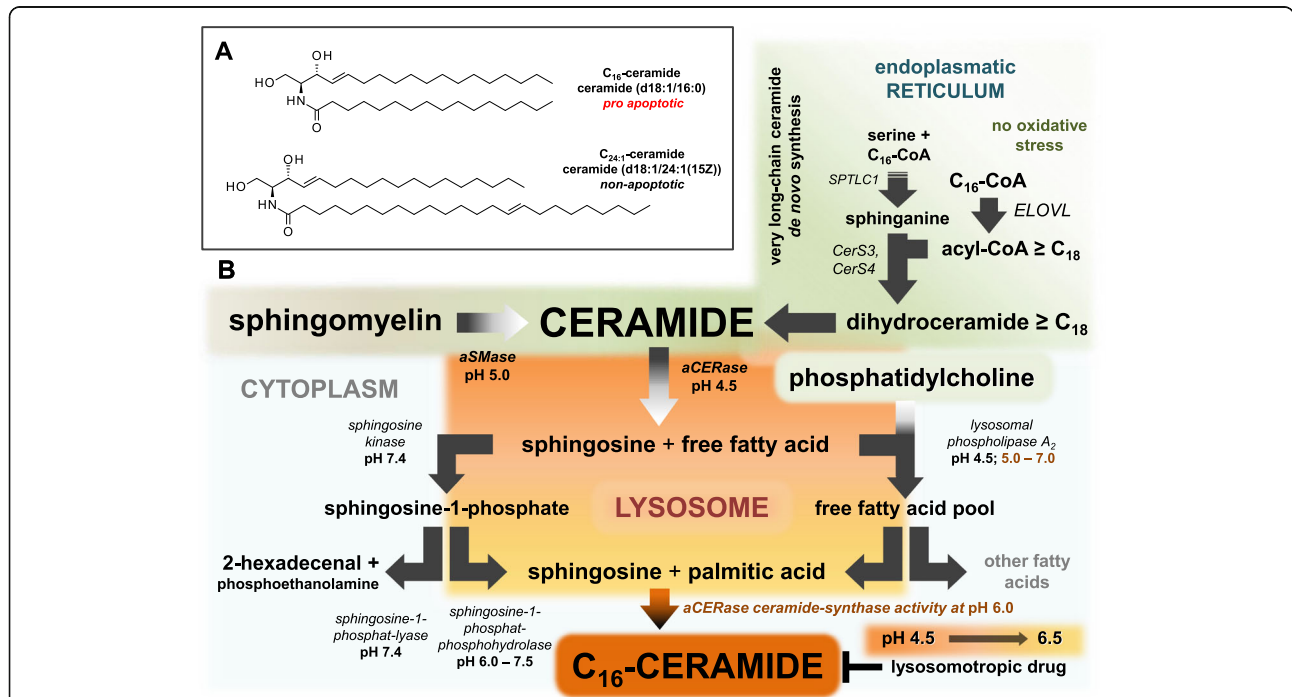 A
OH
HO
HN
O
C16-ceramide
ceramide (d18:1/16:0)
pro apoptotic
OH
HO
HN
O
C24:1-ceramide
ceramide (d18:1/24:1(15Z))
non-apoptotic
very long-chain ceramide
de novo synthesis
endoplasmatic
RETICULUM
no oxidative
stress
serine +
C16-CoA
SPTLC1
sphinganine
C16-CoA
ELOVL
CerS3,
CerS4
acyl-CoA ≥ C18
B
sphingomyelin
CERAMIDE
dihydroceramide ≥ C18
aSMase
pH 5.0
aCERase
pH 4.5
CYTOPLASM
phosphatidylcholine
sphingosine
kinase
pH 7.4
sphingosine + free fatty acid
lysosomal
phospholipase A2
pH 4.5; 5.0 – 7.0
sphingosine-1-phosphate
LYSOSOME
free fatty acid pool
2-hexadecenal +
phosphoethanolamine
sphingosine + palmitic acid
other fatty
acids
sphingosine-1-
phosphat-lyase
pH 7.4
sphingosine-1-
phosphat-
phosphohydrolase
pH 6.0 – 7.5
aCERase ceramide-synthase activity at pH 6.0
C16-CERAMIDE
pH 4.5
6.5
lysosomotropic drug